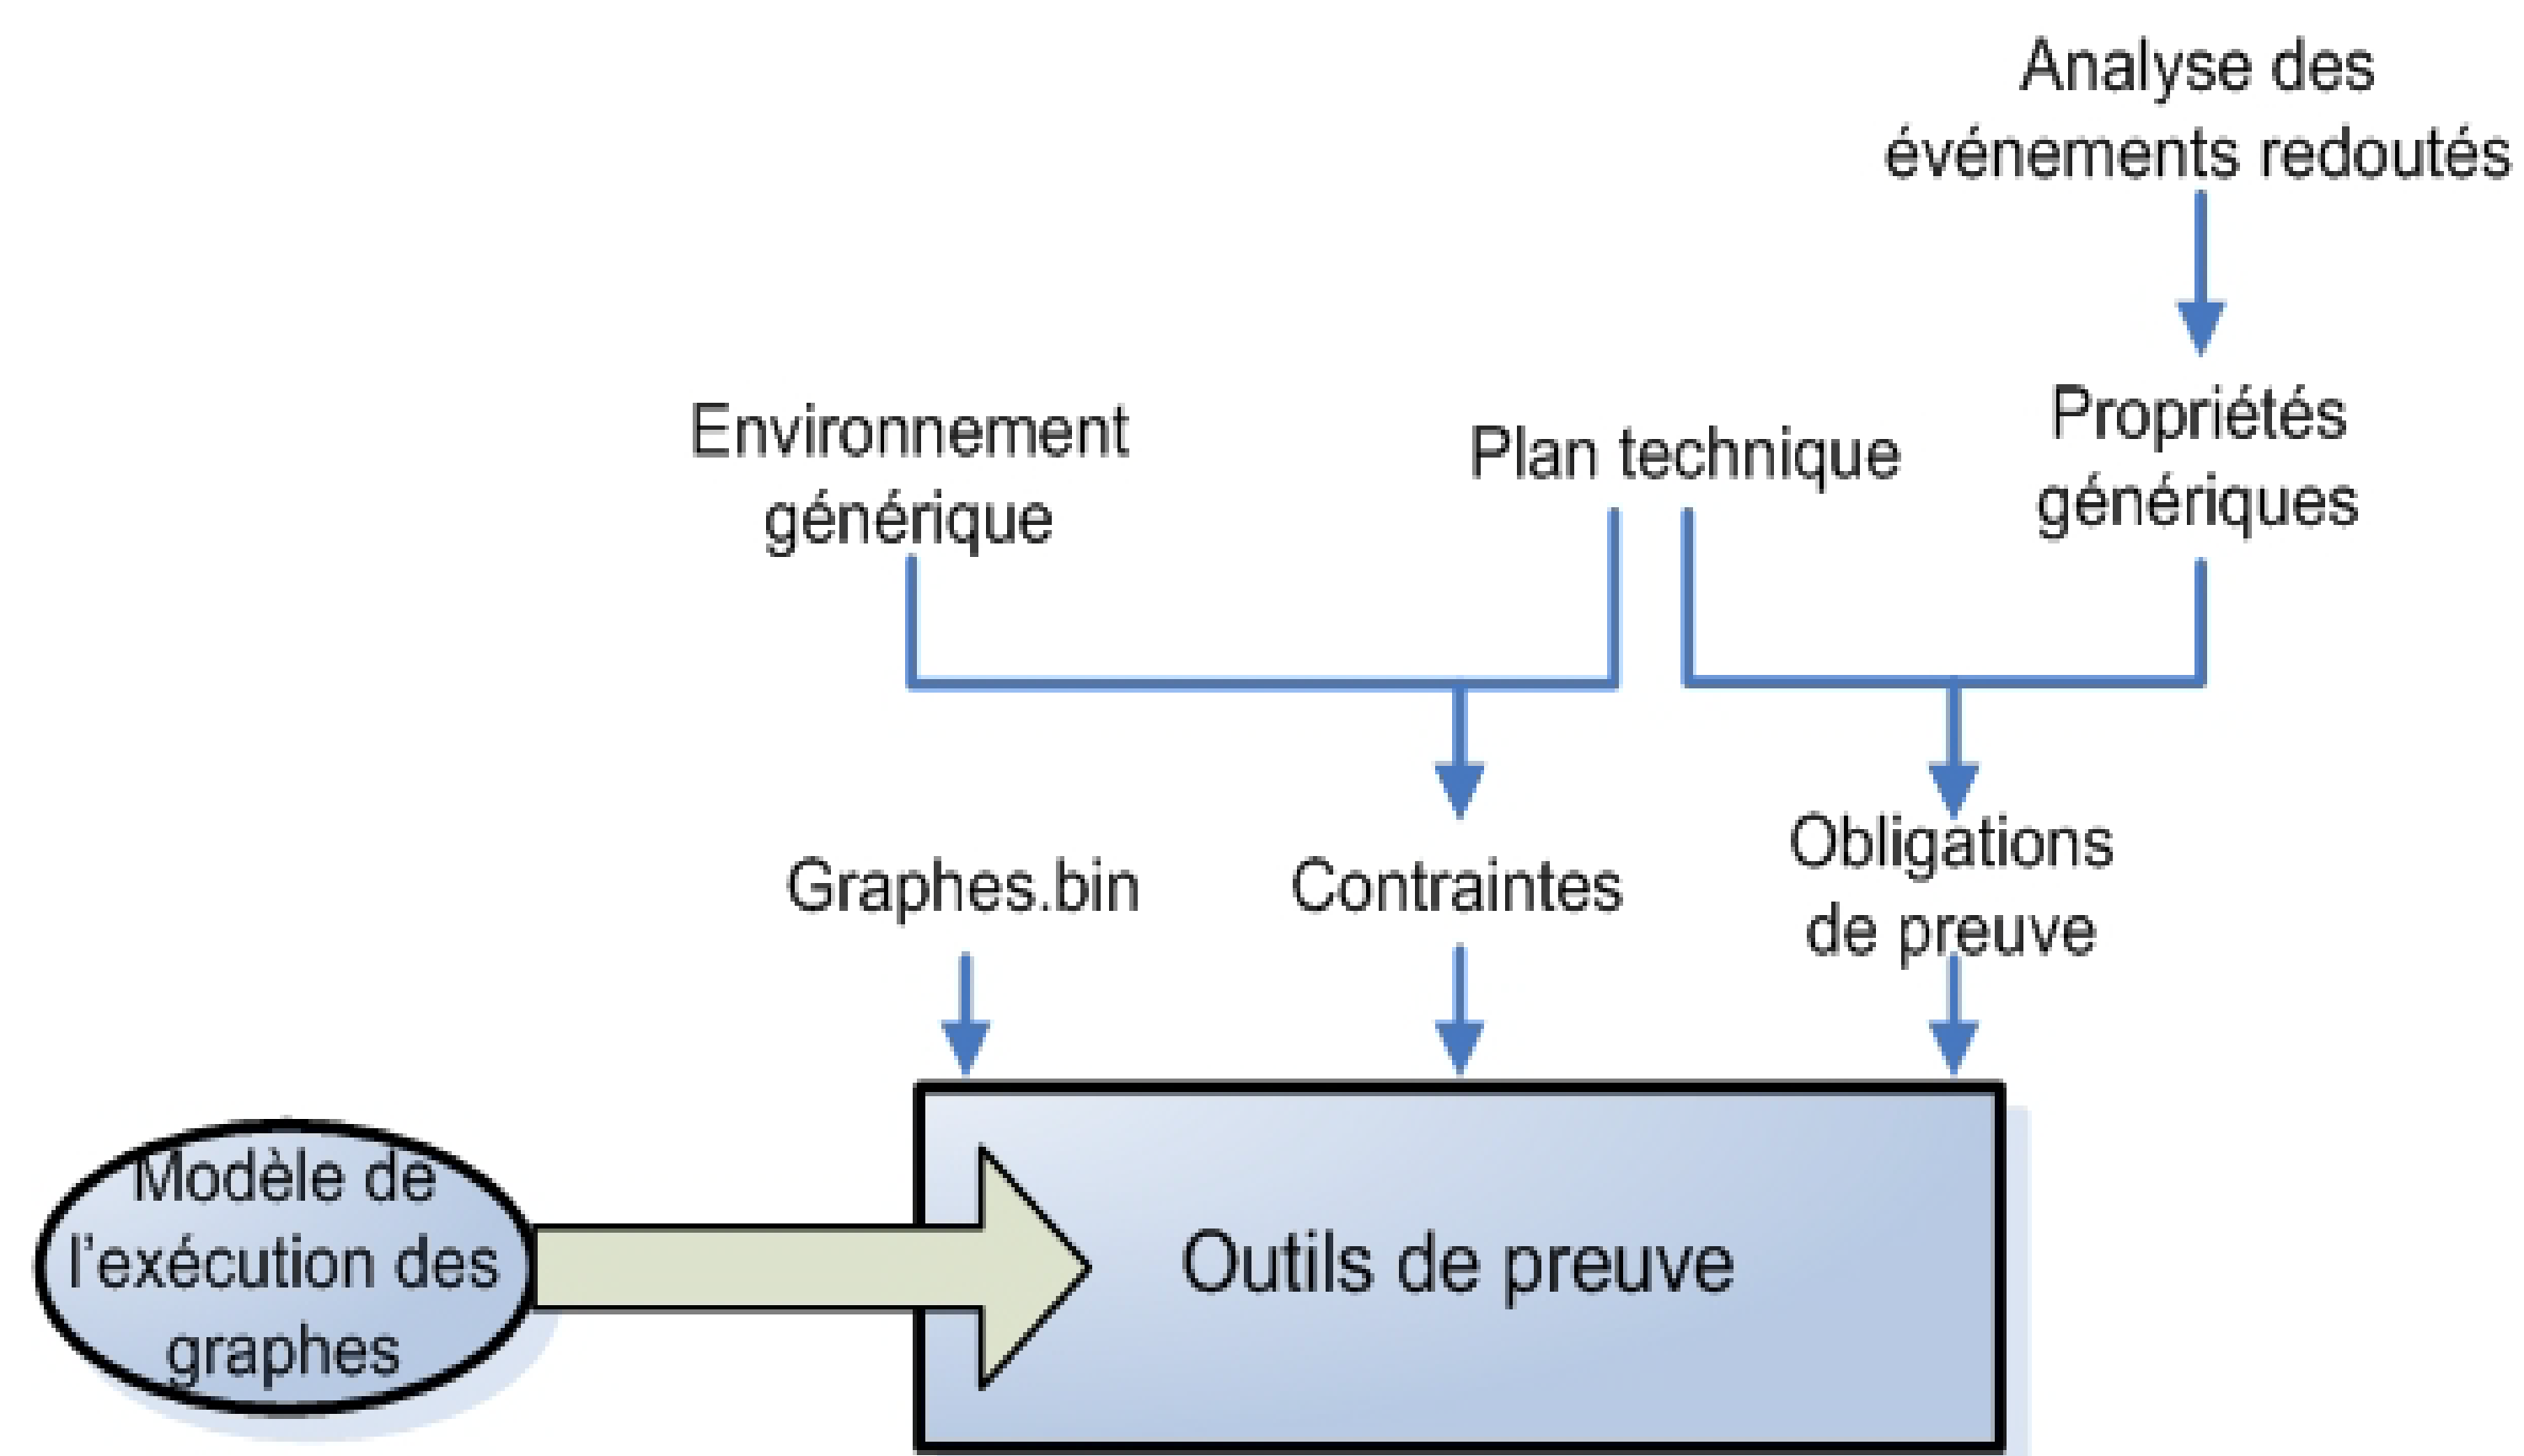 Analyse des
événements redoutés
Environnement
générique
Plan technique
Propriétés
génériques
Graphes.bin
Contraintes
Obligations
de preuve
Modèle de
l'exécution des
graphes
Outils de preuve